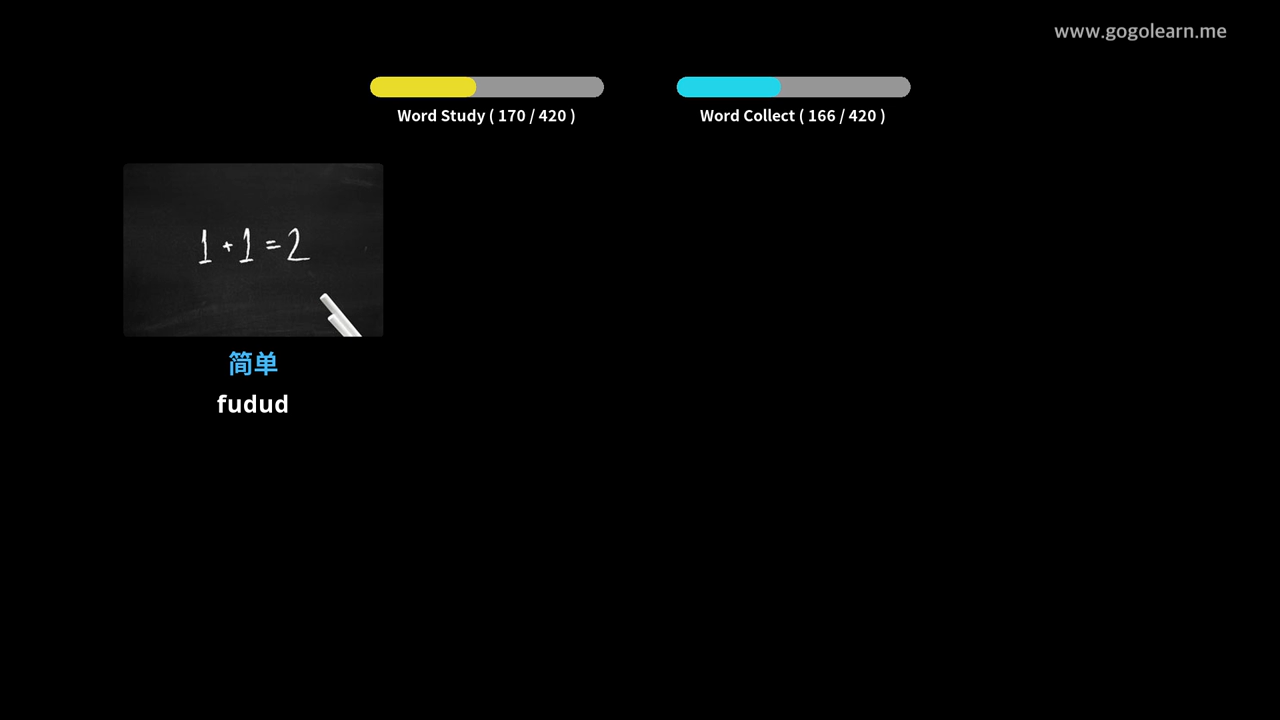 www.gogolearn.me
Word Study ( 170 / 420 )
Word Collect ( 166 / 420 )
1 + 1 = 2
简单
fudud